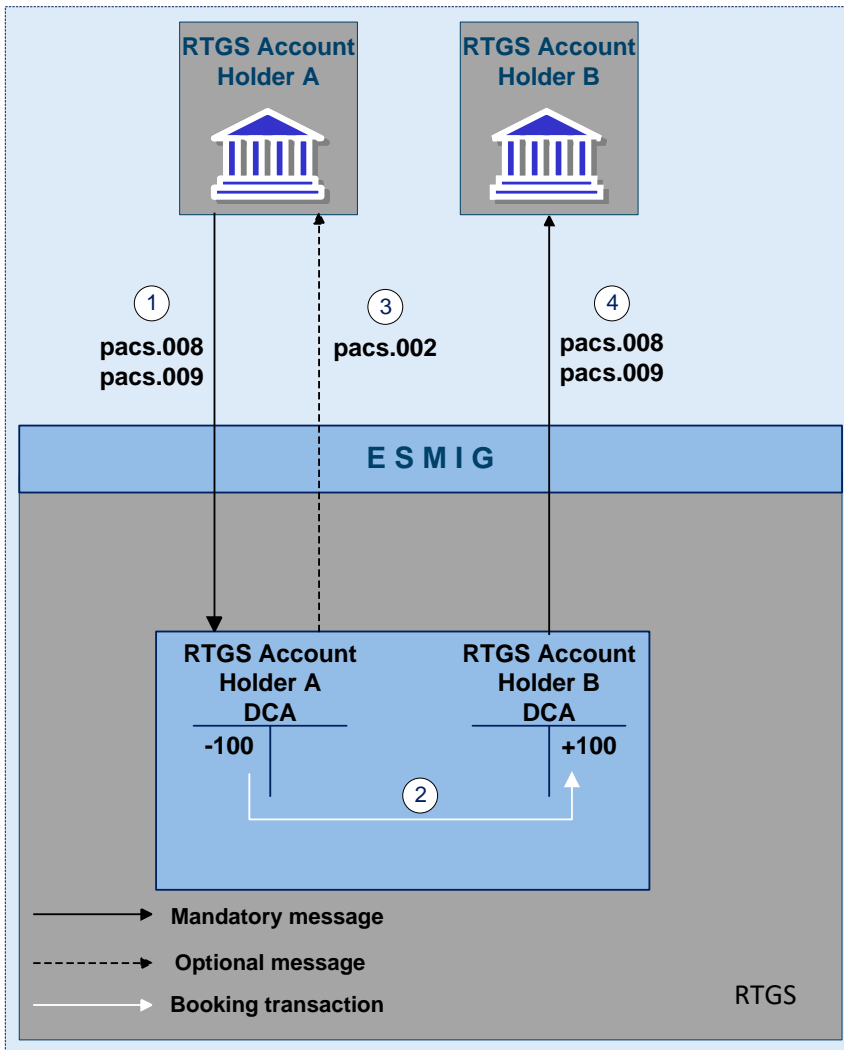 RTGS Account
Holder A
RTGS Account
Holder B
1
pacs.008
pacs.009
3
pacs.002
4
pacs.008
pacs.009
E S M I G
RTGS Account
Holder A
DCA
-100
RTGS Account
Holder B
DCA
+100
2
Mandatory message
Optional message
Booking transaction
RTGS